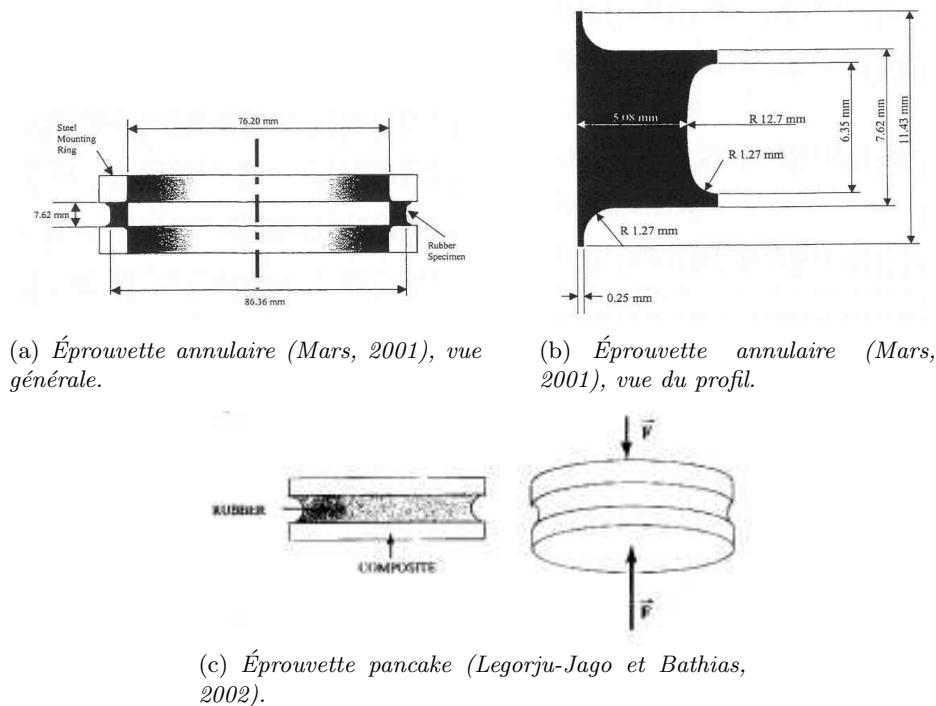 76.20 mm
Steel
Mounting
Ring
7.62 mm
Rubber
Specimen
86.36 mm
5.08 mm
R 12.7 mm
R 1.27 mm
R 1.27 mm
0.25 mm
6.35 mm
7.62 mm
11.43 mm
(a) Éprouvette annulaire (Mars, 2001), vue
générale.
(b) Éprouvette annulaire (Mars,
2001), vue du profil.
RUBBER
COMPOSITE
F
F
(c) Éprouvette pancake (Legorju-Jago et Bathias,
2002).